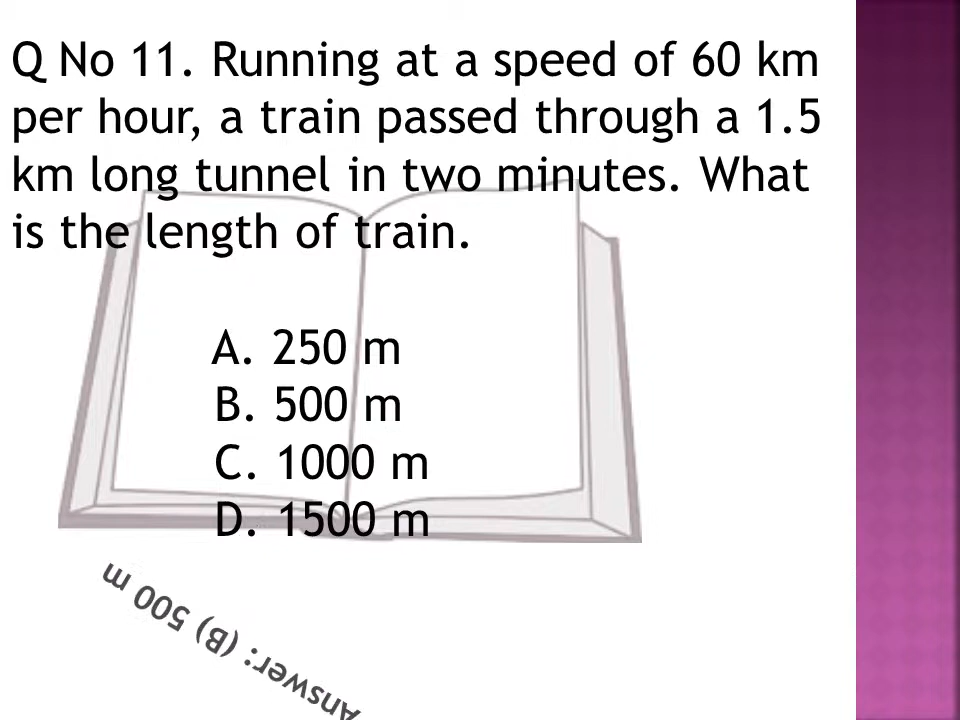 Q No 11. Running at a speed of 60 km
per hour, a train passed through a 1.5
km long tunnel in two minutes. What
is the length of train.
A. 250 m
B. 500 m
C. 1000 m
D. 1500 m
Answer: (B) 500 m